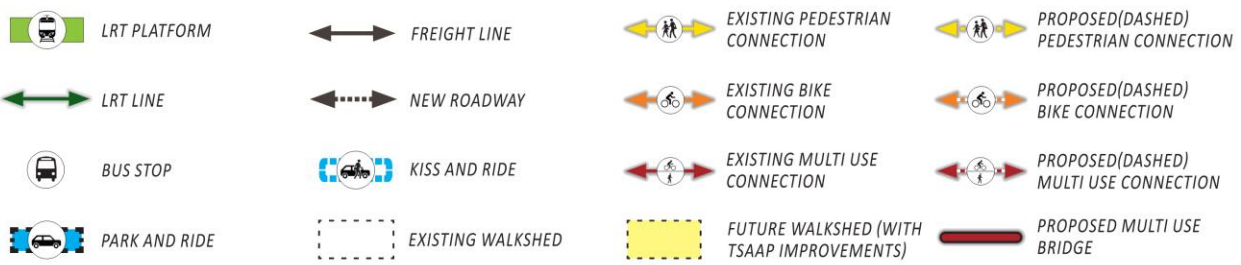 LRT PLATFORM
FREIGHT LINE
EXISTING PEDESTRIAN
CONNECTION
PROPOSED(DASHED)
PEDESTRIAN CONNECTION
LRT LINE
NEW ROADWAY
EXISTING BIKE
CONNECTION
PROPOSED(DASHED)
BIKE CONNECTION
BUS STOP
KISS AND RIDE
EXISTING MULTI USE
CONNECTION
PROPOSED(DASHED)
MULTI USE CONNECTION
PARK AND RIDE
EXISTING WALKSHED
FUTURE WALKSHED (WITH
TSAAP IMPROVEMENTS)
PROPOSED MULTI USE
BRIDGE